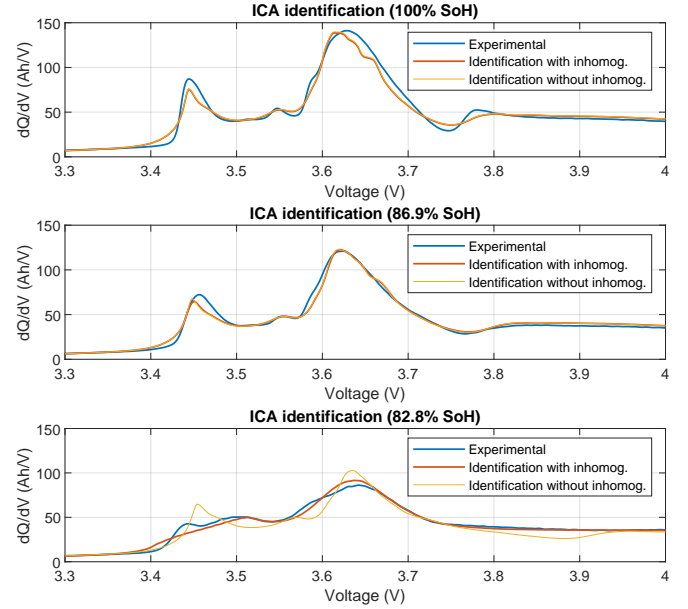 ICA identification (100% SoH)
150
100
50
0
dQ/dV (Ah/V)
Experimental
Identification with inhomog.
Identification without inhomog.
3.3 3.4 3.5 3.6 3.7 3.8 3.9 4
Voltage (V)
ICA identification (86.9% SoH)
150
100
50
0
dQ/dV (Ah/V)
Experimental
Identification with inhomog.
Identification without inhomog.
3.3 3.4 3.5 3.6 3.7 3.8 3.9 4
Voltage (V)
ICA identification (82.8% SoH)
150
100
50
0
dQ/dV (Ah/V)
Experimental
Identification with inhomog.
Identification without inhomog.
3.3 3.4 3.5 3.6 3.7 3.8 3.9 4
Voltage (V)